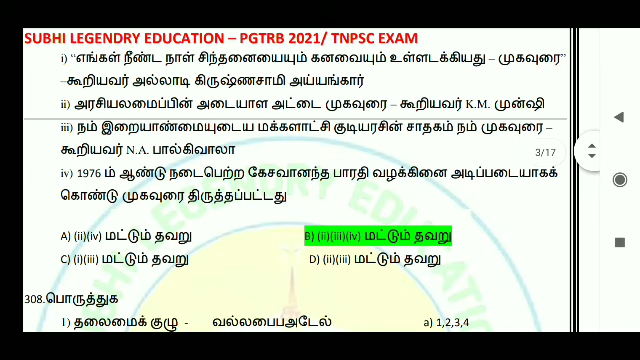 SUBHI LEGENDRY EDUCATION – PGTRB 2021/ TNPSC EXAM
i) “எங்கள் நீண்ட நாள் சிந்தனையையும் கனவையும் உள்ளடக்கியது – முகவுரை”
–கூறியவர் அல்லாடி கிருஷ்ணசாமி அய்யங்கார்
ii) அரசியலமைப்பின் அடையாள அட்டை முகவுரை – கூறியவர் K.M. முன்ஷி
iii) நம் இறையாண்மையுடைய மக்களாட்சி குடியரசின் சாதகம் நம் முகவுரை –
கூறியவர் N.A. பால்கிவாலா
3/17
iv) 1976 ம் ஆண்டு நடைபெற்ற கேசவானந்த பாரதி வழக்கினை அடிப்படையாகக்
கொண்டு முகவுரை திருத்தப்பட்டது
A) (ii)(iv) மட்டும் தவறு B) (ii)(iii)(iv) மட்டும் தவறு
C) (i)(iii) மட்டும் தவறு D) (ii)(iii) மட்டும் தவறு
308.பொருத்துக
1) தலைமைக் குழு - வல்லபைபஅடேல் a) 1,2,3,4